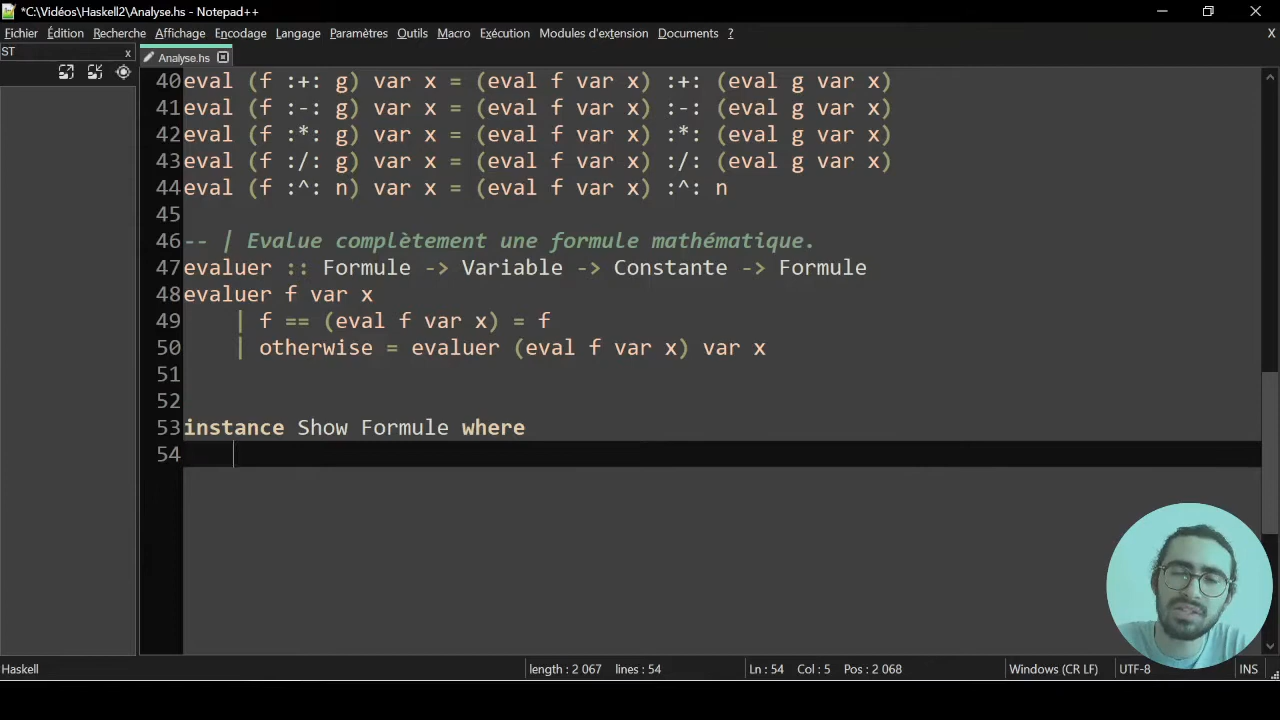 *C:\Vidéos\Haskell2\Analyse.hs - Notepad++
Fichier Édition Recherche Affichage Encodage Langage Paramètres Outils Macro Exécution Modules d'extension Documents ? X
ST x
Analyse.hs
40 eval (f :+: g) var x = (eval f var x) :+: (eval g var x)
41 eval (f :-: g) var x = (eval f var x) :-: (eval g var x)
42 eval (f :*: g) var x = (eval f var x) :*: (eval g var x)
43 eval (f :/: g) var x = (eval f var x) :/: (eval g var x)
44 eval (f :^: n) var x = (eval f var x) :^: n
45
46 -- | Evalue complètement une formule mathématique.
47 evaluer :: Formule -> Variable -> Constante -> Formule
48 evaluer f var x
49     | f == (eval f var x) = f
50     | otherwise = evaluer (eval f var x) var x
51
52
53 instance Show Formule where
54
Haskell length : 2 067 lines : 54 Ln : 54 Col : 5 Pos : 2 068 Windows (CR LF) UTF-8 INS